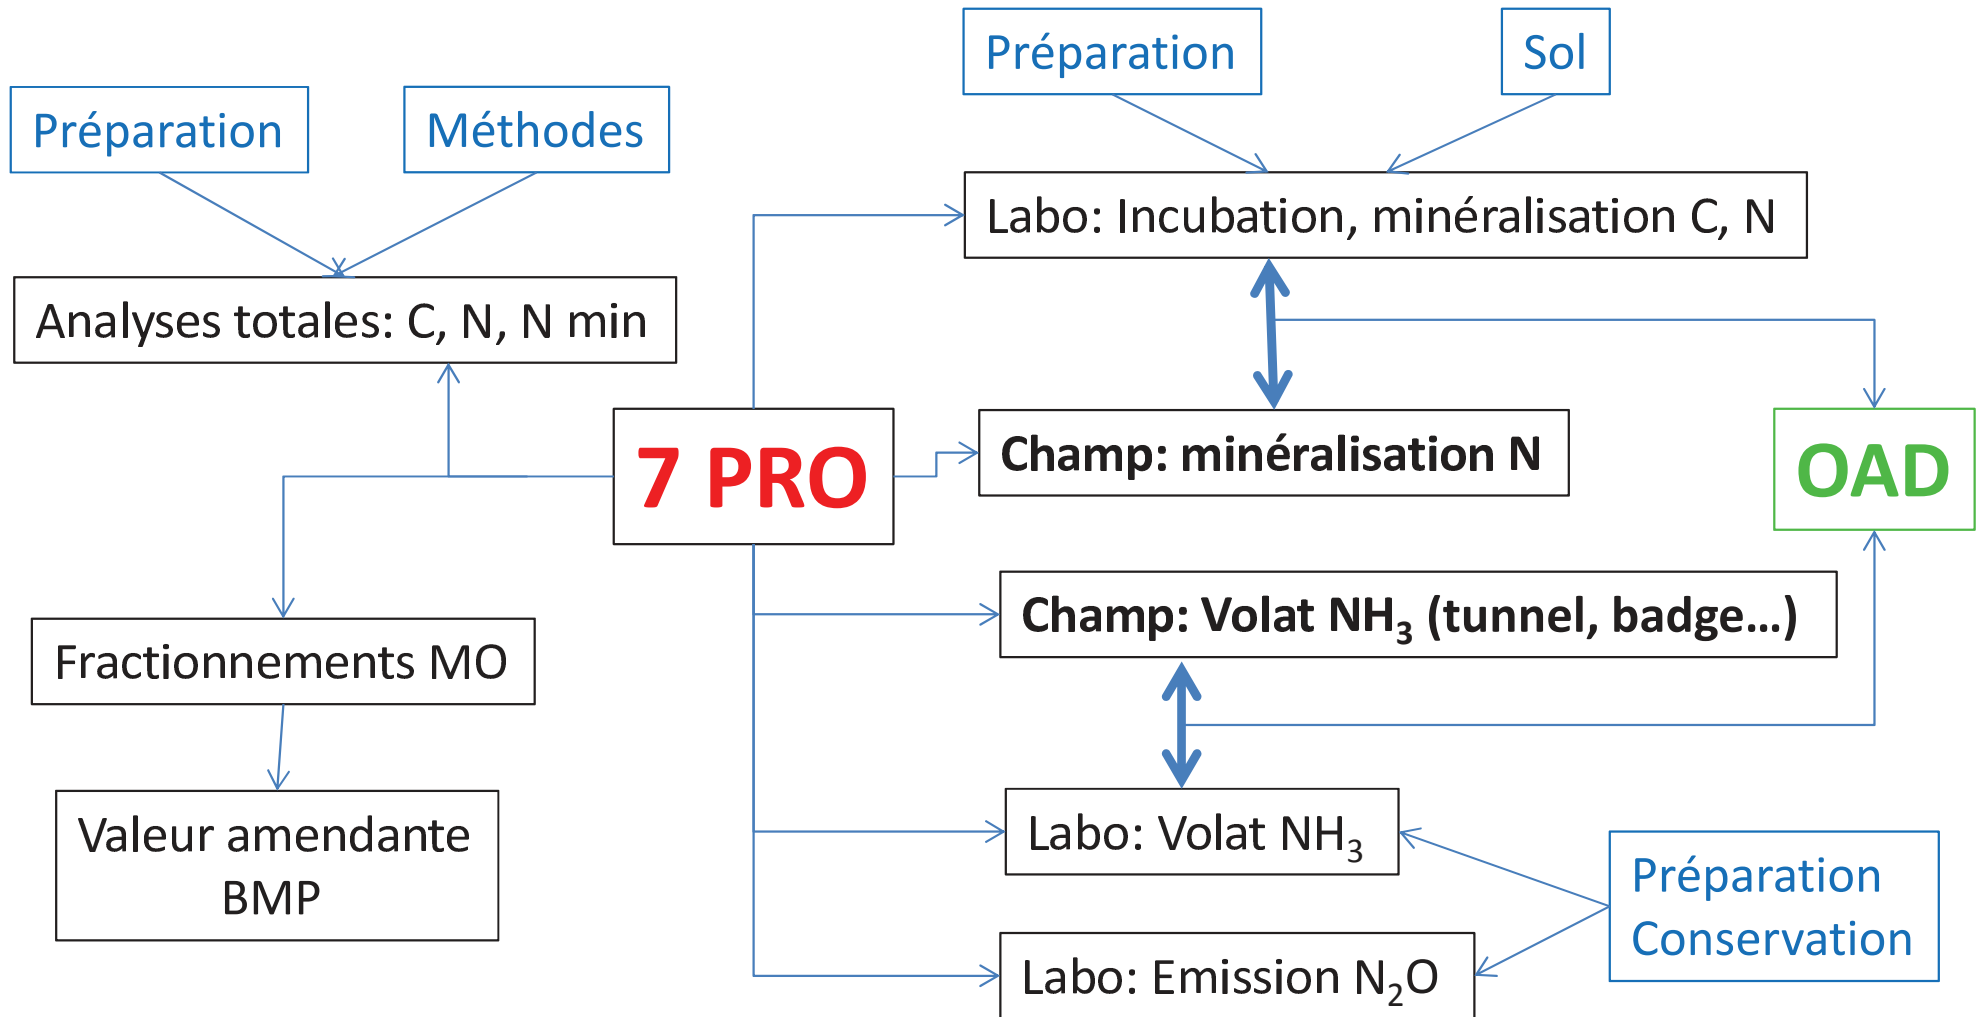 Préparation
Sol
Préparation
Méthodes
Labo: Incubation, minéralisation C, N
Analyses totales: C, N, N min
7 PRO
Champ: minéralisation N
OAD
Champ: Volat NH₃ (tunnel, badge...)
Fractionnements MO
Valeur amendante
BMP
Labo: Volat NH₃
Préparation
Conservation
Labo: Emission N₂O